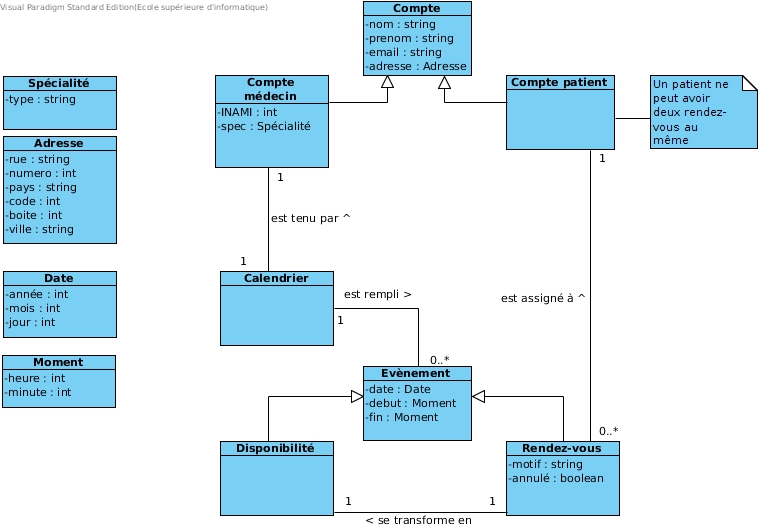 Visual Paradigm Standard Edition(Ecole supérieure d'informatique)
Compte
-nom : string
-prenom : string
-email : string
-adresse : Adresse
Spécialité
-type : string
Compte
médecin
-INAMI : int
-spec : Spécialité
Compte patient
Un patient ne
peut avoir
deux rendez-
vous au
même
Adresse
-rue : string
-numero : int
-pays : string
-code : int
-boite : int
-ville : string
1
1
est tenu par ^
1
Date
-année : int
-mois : int
-jour : int
Calendrier
est rempli >
1
est assigné à ^
Moment
-heure : int
-minute : int
0..*
Evènement
-date : Date
-debut : Moment
-fin : Moment
0..*
Disponibilité
Rendez-vous
-motif : string
-annulé : boolean
1
1
< se transforme en